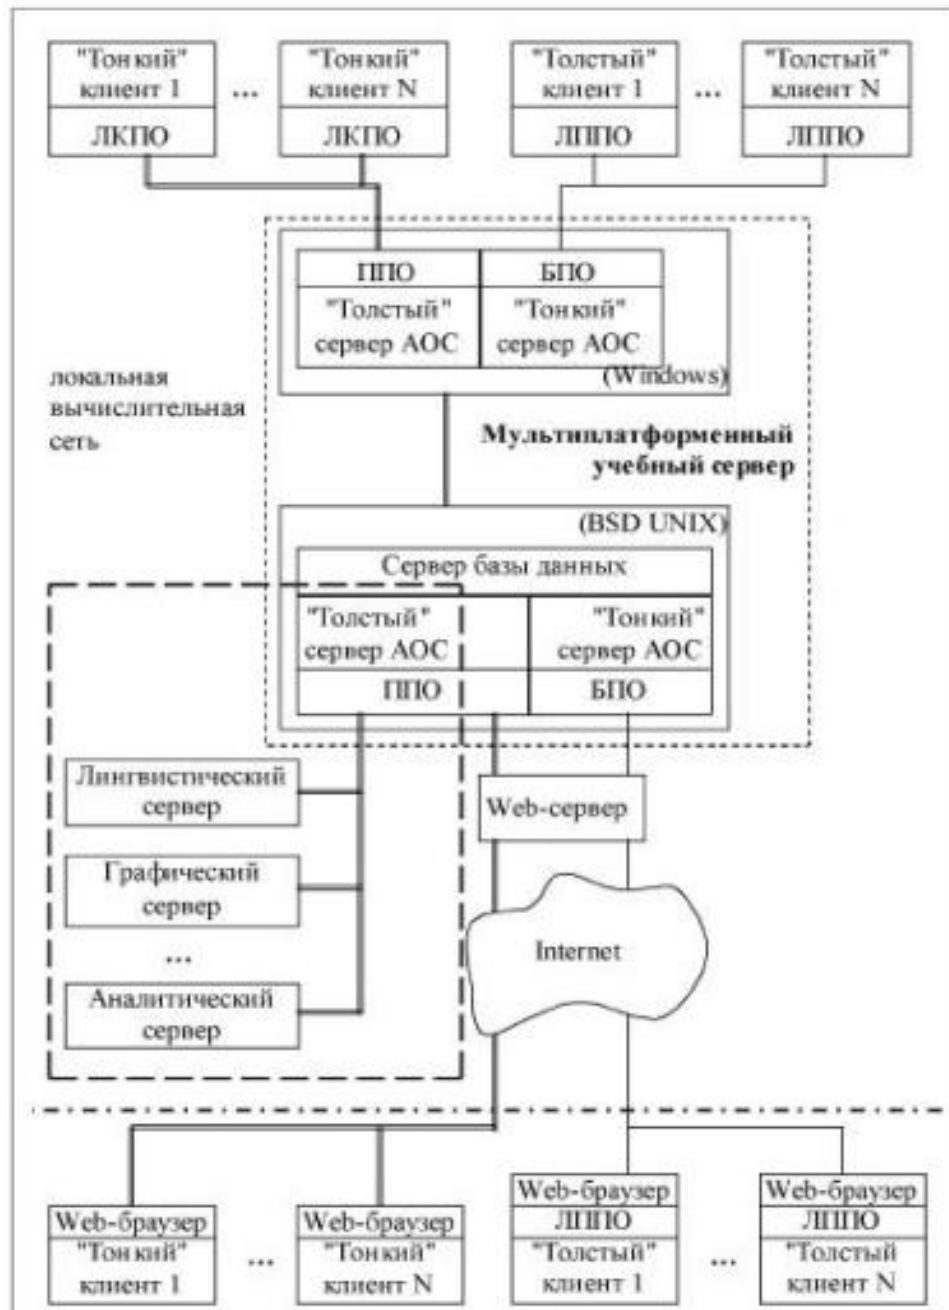 "Тонкий"
клиент 1
ЛКПО
...
"Тонкий"
клиент N
ЛКПО
"Толстый"
клиент 1
ЛППО
...
"Толстый"
клиент N
ЛППО
ППО
"Толстый"
сервер АОС
БПО
"Тонкий"
сервер АОС
(Windows)
локальная
вычислительная
сеть
Мультиплатформенный
учебный сервер
(BSD UNIX)
Сервер базы данных
"Толстый"
сервер АОС
ППО
"Тонкий"
сервер АОС
БПО
Лингвистический
сервер
Графический
сервер
...
Аналитический
сервер
Web-сервер
Internet
Web-браузер
"Тонкий"
клиент 1
...
Web-браузер
"Тонкий"
клиент N
Web-браузер
ЛППО
"Толстый"
клиент 1
...
Web-браузер
ЛППО
"Толстый
клиент N